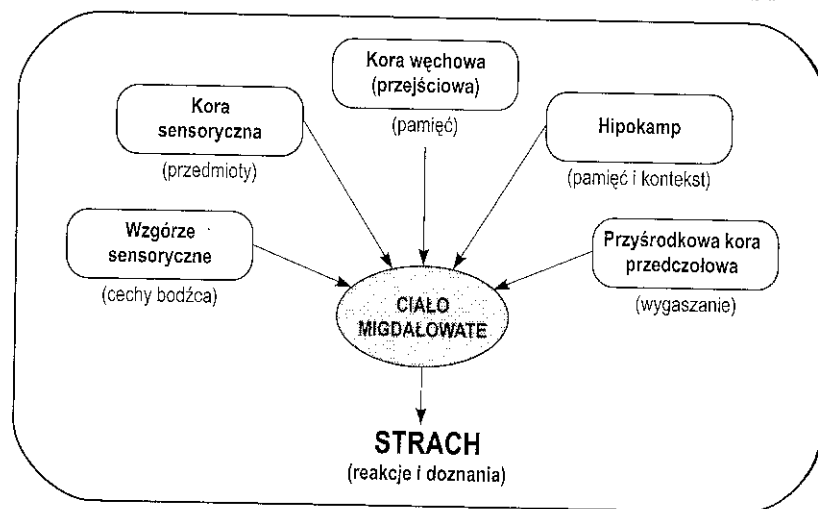 Kora węchowa
(przejściowa)
(pamięć)
Kora
sensoryczna
(przedmioty)
Hipokamp
(pamięć i kontekst)
Wzgórze
sensoryczne
(cechy bodźca)
Przyśrodkowa kora
przedczołowa
(wygaszanie)
CIAŁO
MIGDAŁOWATE
STRACH
(reakcje i doznania)